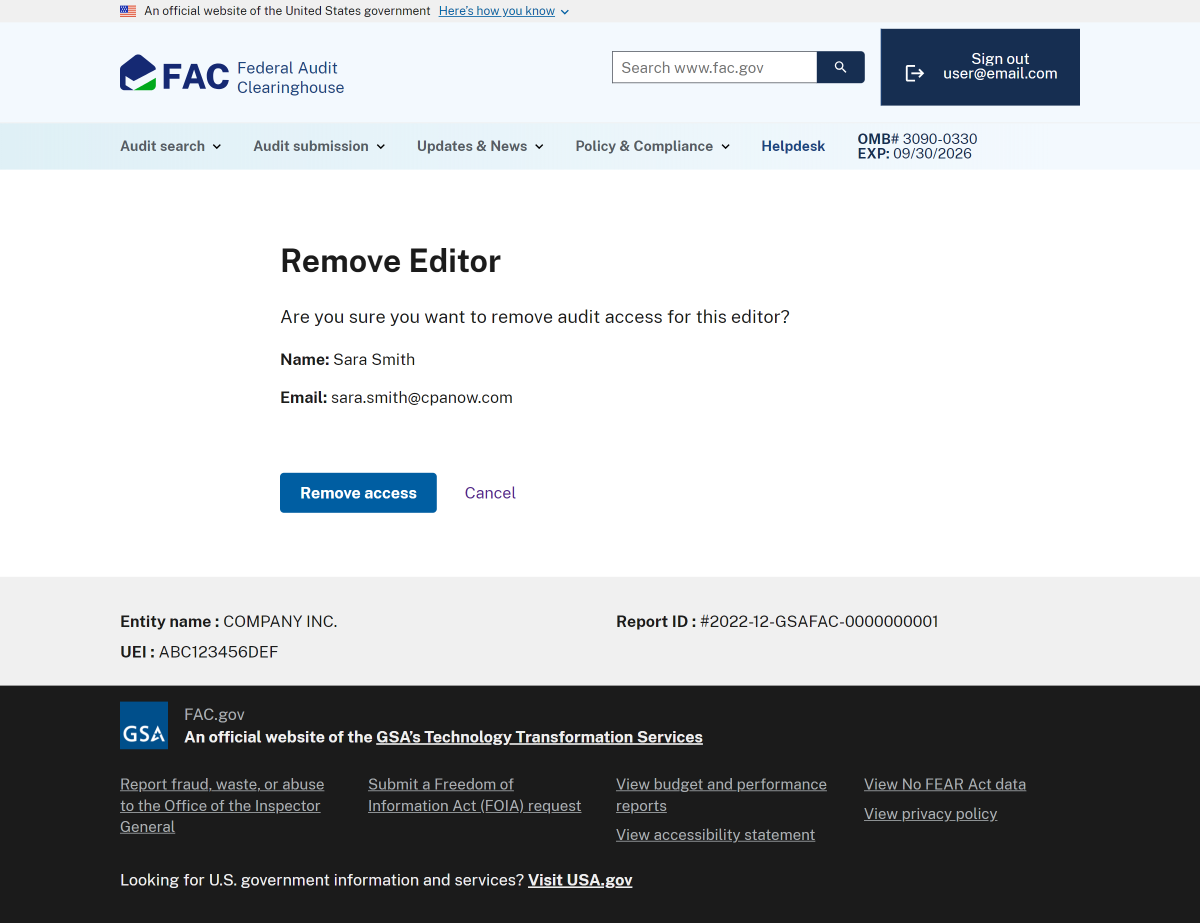 An official website of the United States government Here's how you know
FAC Federal Audit
Clearinghouse
Search www.fac.gov
Sign out
user@email.com
Audit search
Audit submission
Updates & News
Policy & Compliance
Helpdesk
OMB# 3090-0330
EXP: 09/30/2026
Remove Editor
Are you sure you want to remove audit access for this editor?
Name: Sara Smith
Email: sara.smith@cpanow.com
Remove access
Cancel
Entity name : COMPANY INC.
Report ID : #2022-12-GSAFAC-0000000001
UEI : ABC123456DEF
GSA
FAC.gov
An official website of the GSA's Technology Transformation Services
Report fraud, waste, or abuse
to the Office of the Inspector
General
Submit a Freedom of
Information Act (FOIA) request
View budget and performance
reports
View accessibility statement
View No FEAR Act data
View privacy policy
Looking for U.S. government information and services? Visit USA.gov